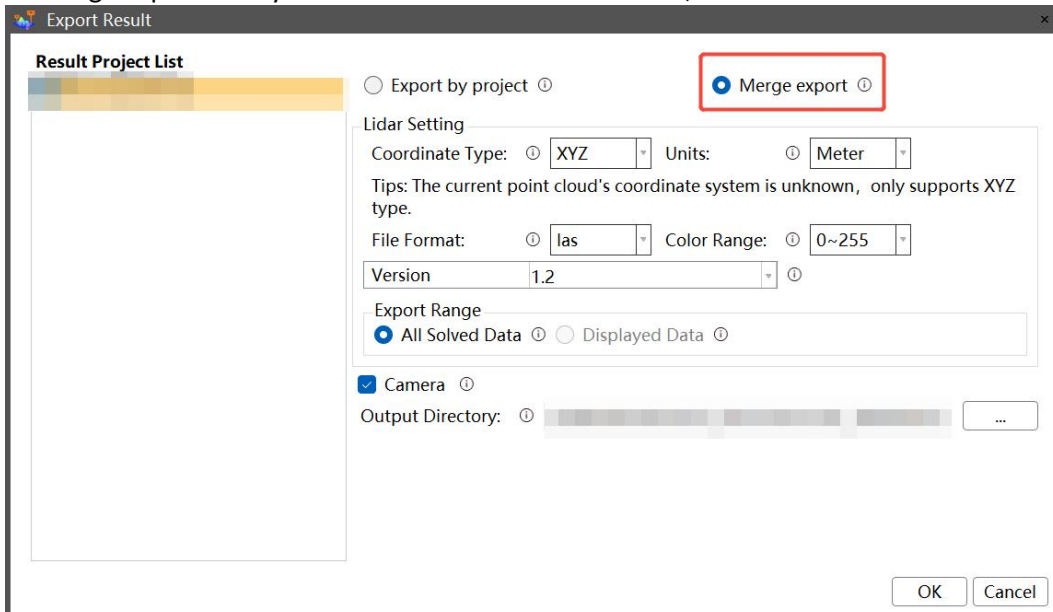 Export Result
Result Project List
Export by project
Merge export
Lidar Setting
Coordinate Type: XYZ Units: Meter
Tips: The current point cloud's coordinate system is unknown, only supports XYZ
type.
File Format: las Color Range: 0~255
Version 1.2
Export Range
All Solved Data Displayed Data
Camera
Output Directory: ...
OK Cancel